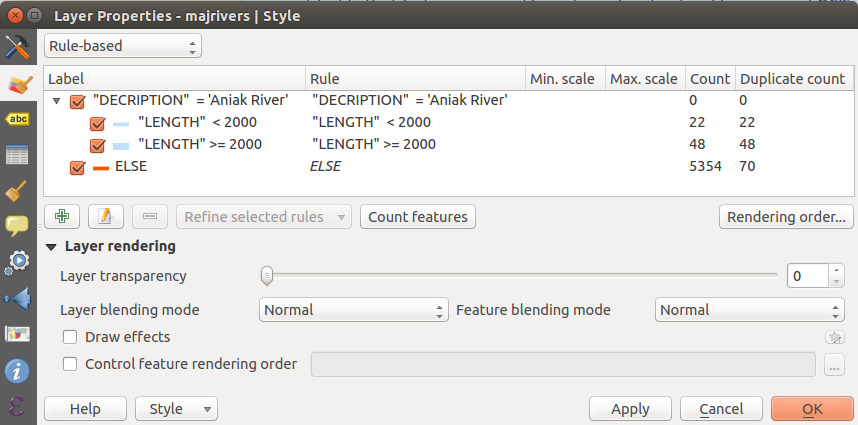 Layer Properties - majrivers | Style
Rule-based
Label Rule Min. scale Max. scale Count Duplicate count
"DECRIPTION" = 'Aniak River' "DECRIPTION" = 'Aniak River' 0 0
"LENGTH" < 2000 "LENGTH" < 2000 22 22
"LENGTH" >= 2000 "LENGTH" >= 2000 48 48
ELSE ELSE 5354 70
abc
Refine selected rules Count features Rendering order...
Layer rendering
Layer transparency 0
Layer blending mode Normal Feature blending mode Normal
Draw effects
Control feature rendering order ...
Help Style Apply Cancel OK